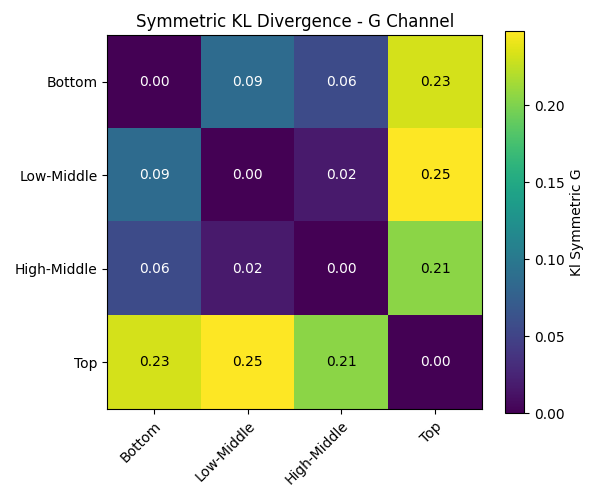 Symmetric KL Divergence - G Channel
Bottom 0.00 0.09 0.06 0.23
Low-Middle 0.09 0.00 0.02 0.25
High-Middle 0.06 0.02 0.00 0.21
Top 0.23 0.25 0.21 0.00
Bottom Low-Middle High-Middle Top
0.20
0.15
0.10
0.05
0.00
Kl Symmetric G